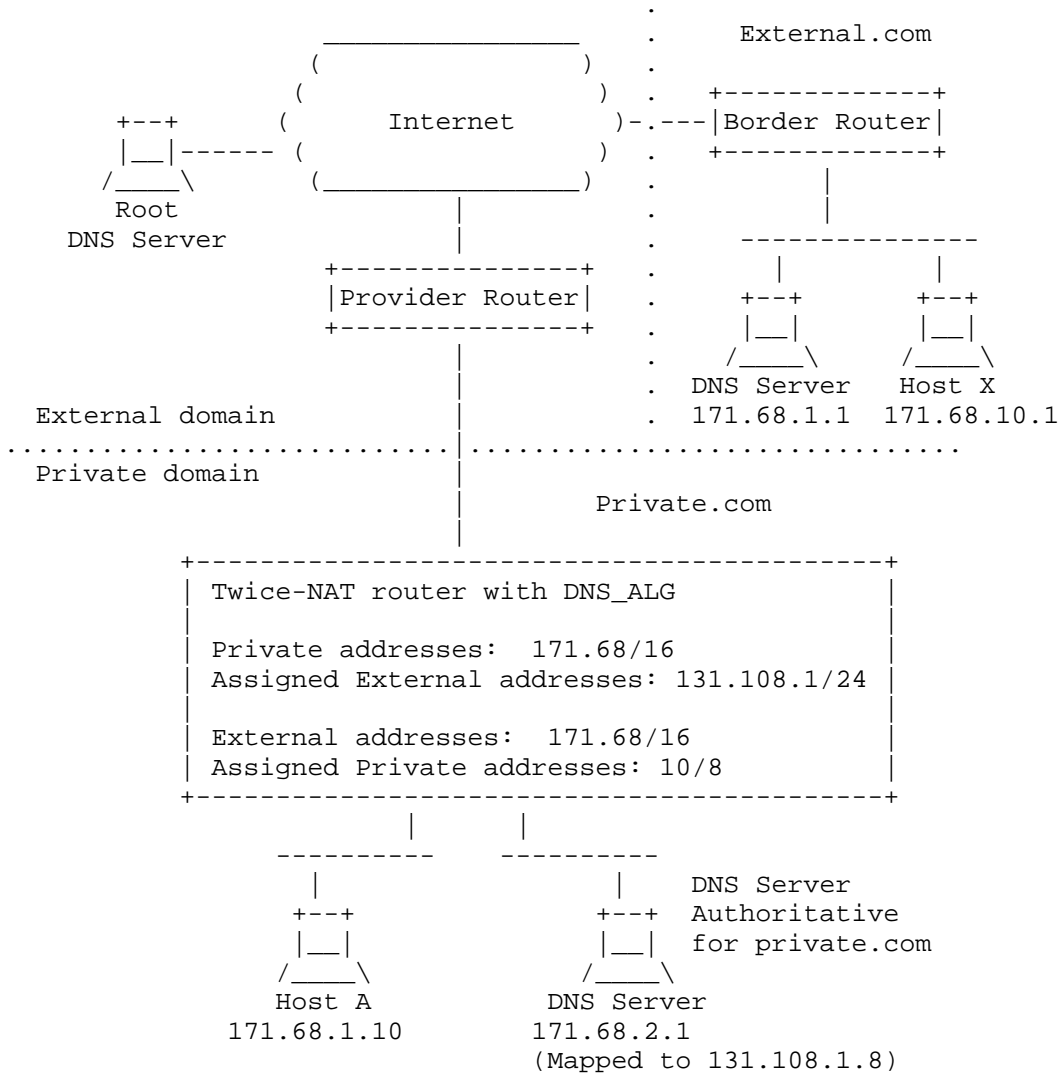 External.com
Internet
Border Router
Root
DNS Server
Provider Router
DNS Server Host X
171.68.1.1 171.68.10.1
External domain
Private domain
Private.com
Twice-NAT router with DNS_ALG
Private addresses: 171.68/16
Assigned External addresses: 131.108.1/24
External addresses: 171.68/16
Assigned Private addresses: 10/8
DNS Server
Authoritative
for private.com
Host A DNS Server
171.68.1.10 171.68.2.1
(Mapped to 131.108.1.8)